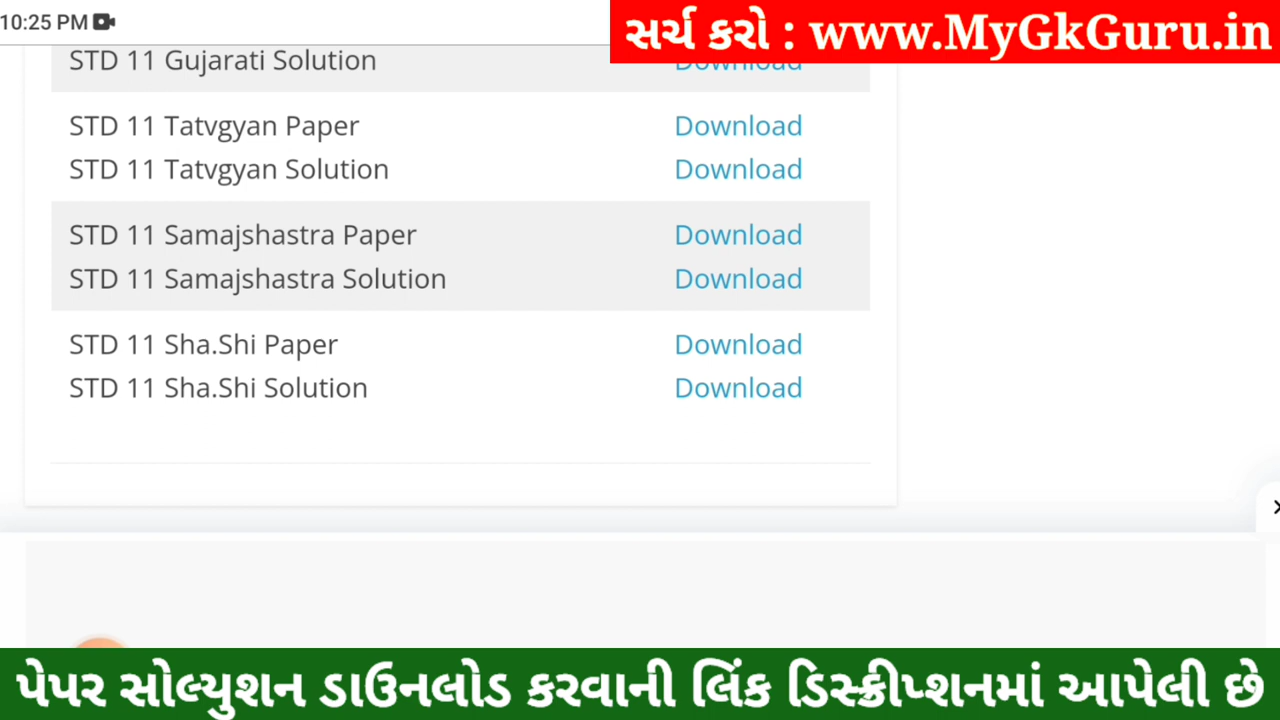 10:25 PM
સર્ચ કરો : www.MyGkGuru.in
STD 11 Gujarati Solution Download
STD 11 Tatvgyan Paper Download
STD 11 Tatvgyan Solution Download
STD 11 Samajshastra Paper Download
STD 11 Samajshastra Solution Download
STD 11 Sha.Shi Paper Download
STD 11 Sha.Shi Solution Download
પેપર સોલ્યુશન ડાઉનલોડ કરવાની લિંક ડિસ્ક્રીપ્શનમાં આપેલી છે